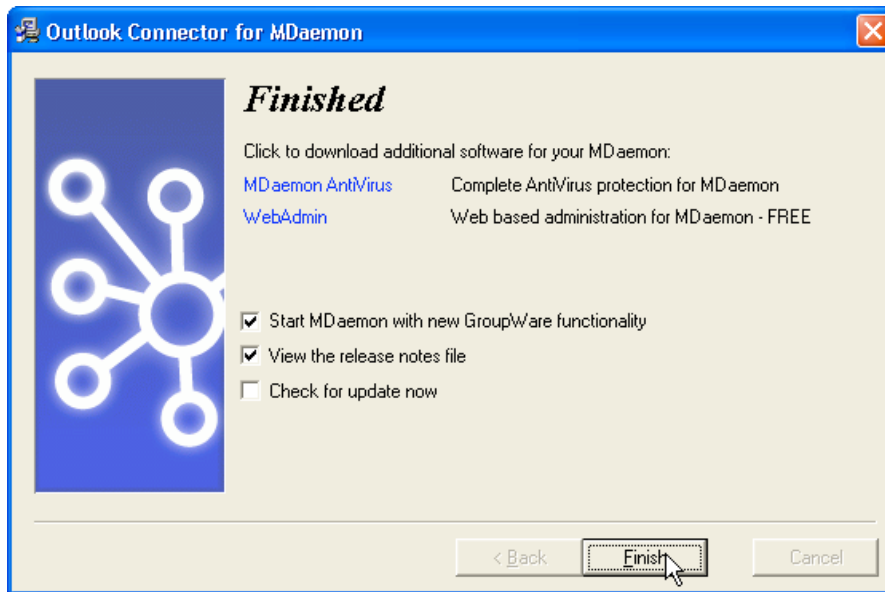 Outlook Connector for MDaemon
Finished
Click to download additional software for your MDaemon:
MDaemon AntiVirus Complete AntiVirus protection for MDaemon
WebAdmin Web based administration for MDaemon - FREE
Start MDaemon with new GroupWare functionality
View the release notes file
Check for update now
< Back Finish Cancel